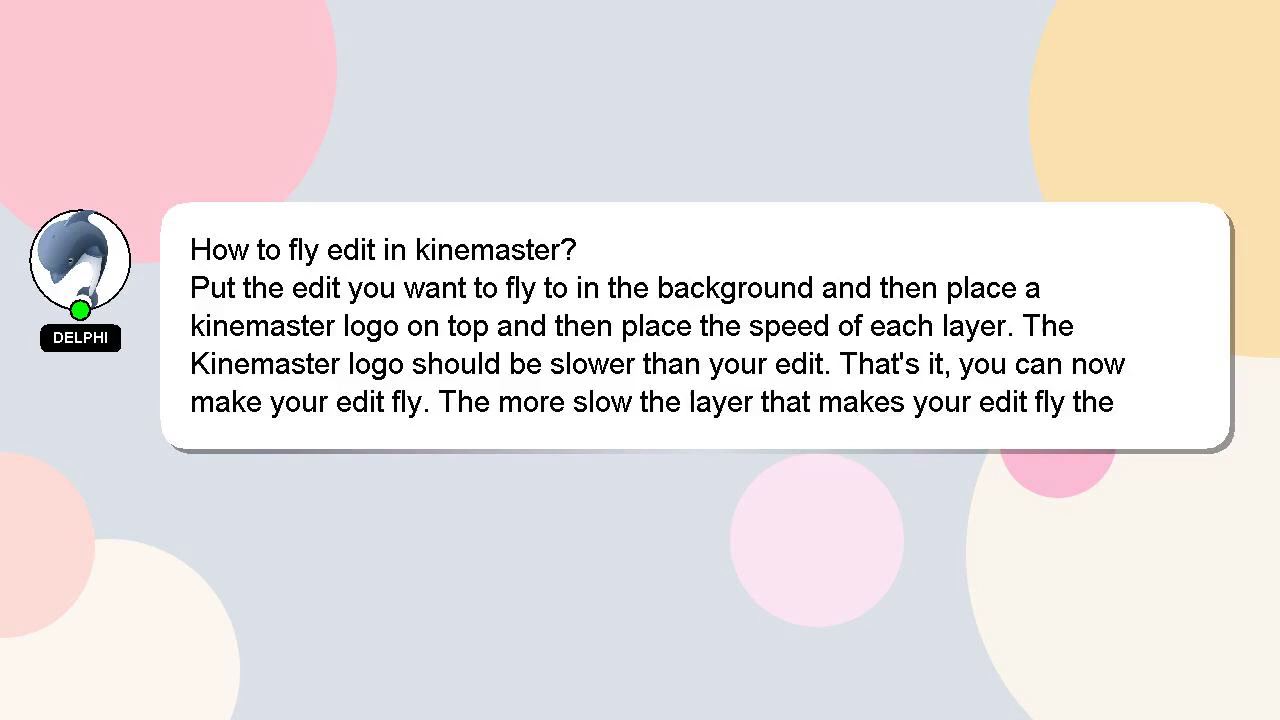 How to fly edit in kinemaster?
Put the edit you want to fly to in the background and then place a
kinemaster logo on top and then place the speed of each layer. The
Kinemaster logo should be slower than your edit. That's it, you can now
make your edit fly. The more slow the layer that makes your edit fly the
DELPHI